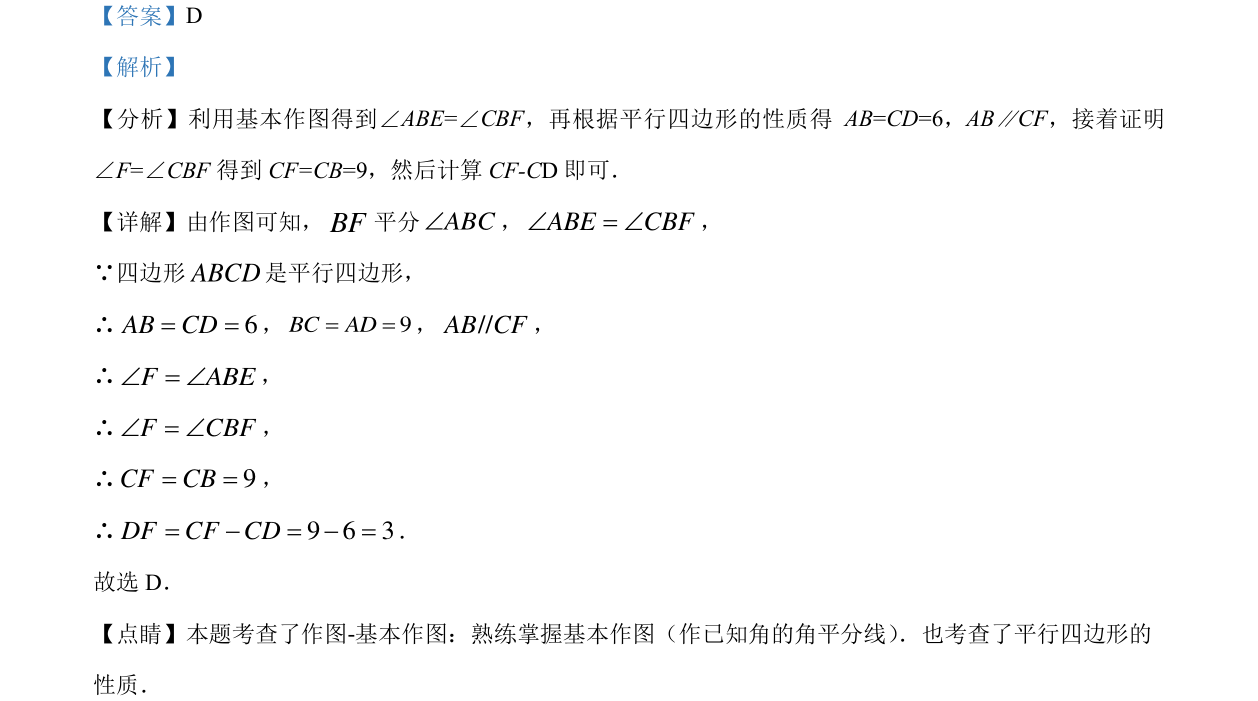 【答案】D
【解析】
【分析】利用基本作图得到∠ABE=∠CBF，再根据平行四边形的性质得 AB=CD=6，AB∥CF，接着证明
∠F=∠CBF 得到 CF=CB=9，然后计算 CF-CD 即可．
【详解】由作图可知， BF 平分∠ABC，∠ABE＝∠CBF，
∵四边形 ABCD 是平行四边形，
∴ AB＝CD＝6，BC＝AD＝9， AB//CF，
∴∠F＝∠ABE，
∴∠F＝∠CBF，
∴CF＝CB＝9，
∴DF＝CF－CD＝9－6＝3．
故选 D．
【点睛】本题考查了作图-基本作图：熟练掌握基本作图（作已知角的角平分线）．也考查了平行四边形的
性质．